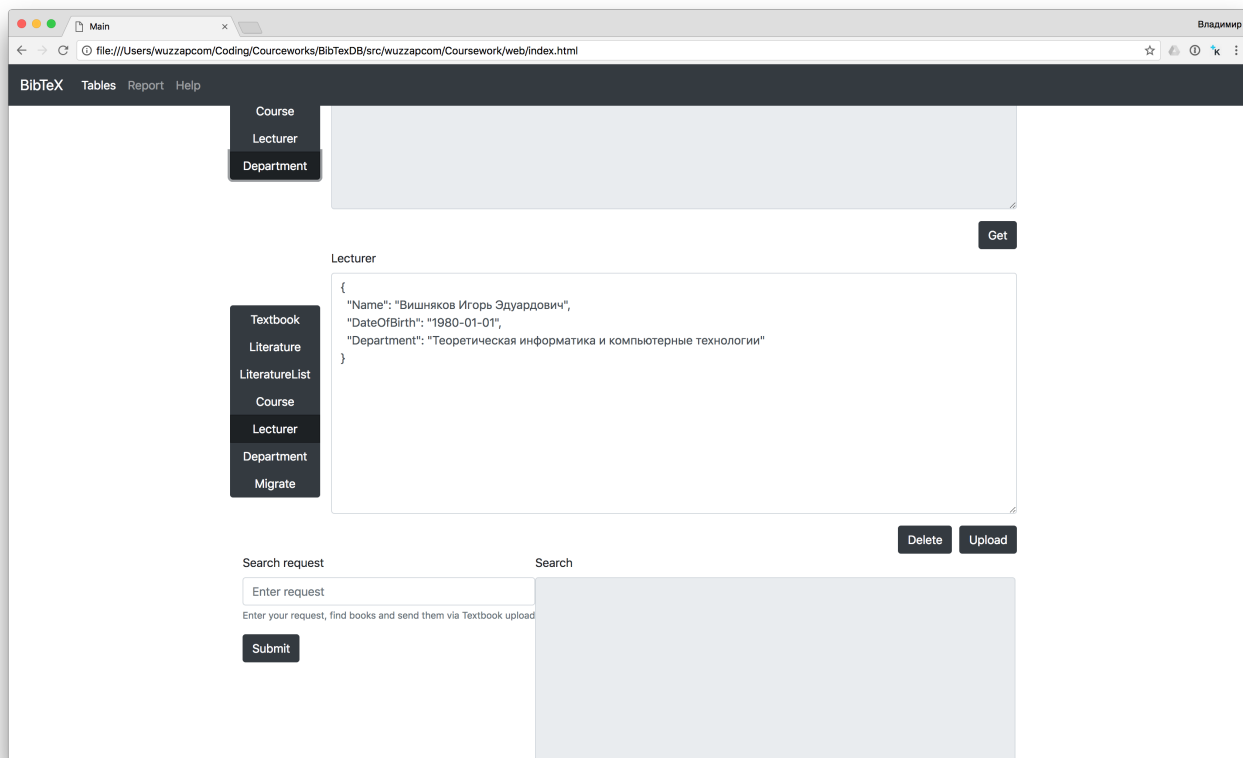 Main
Владимир
file:///Users/wuzzapcom/Coding/Courceworks/BibTexDB/src/wuzzapcom/Coursework/web/index.html
BibTeX Tables Report Help
Course
Lecturer
Department
Get
Lecturer
{
"Name": "Вишняков Игорь Эдуардович",
"DateOfBirth": "1980-01-01",
"Department": "Теоретическая информатика и компьютерные технологии"
}
Textbook
Literature
LiteratureList
Course
Lecturer
Department
Migrate
Delete Upload
Search request
Search
Enter request
Enter your request, find books and send them via Textbook upload
Submit